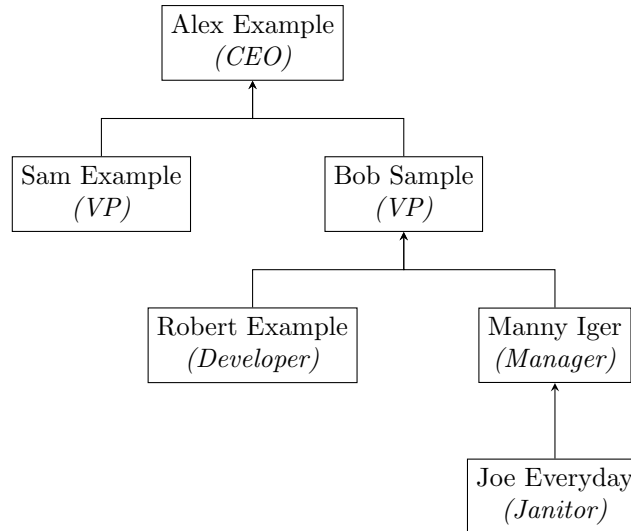 Alex Example
(CEO)
Sam Example
(VP)
Bob Sample
(VP)
Robert Example
(Developer)
Manny Iger
(Manager)
Joe Everyday
(Janitor)